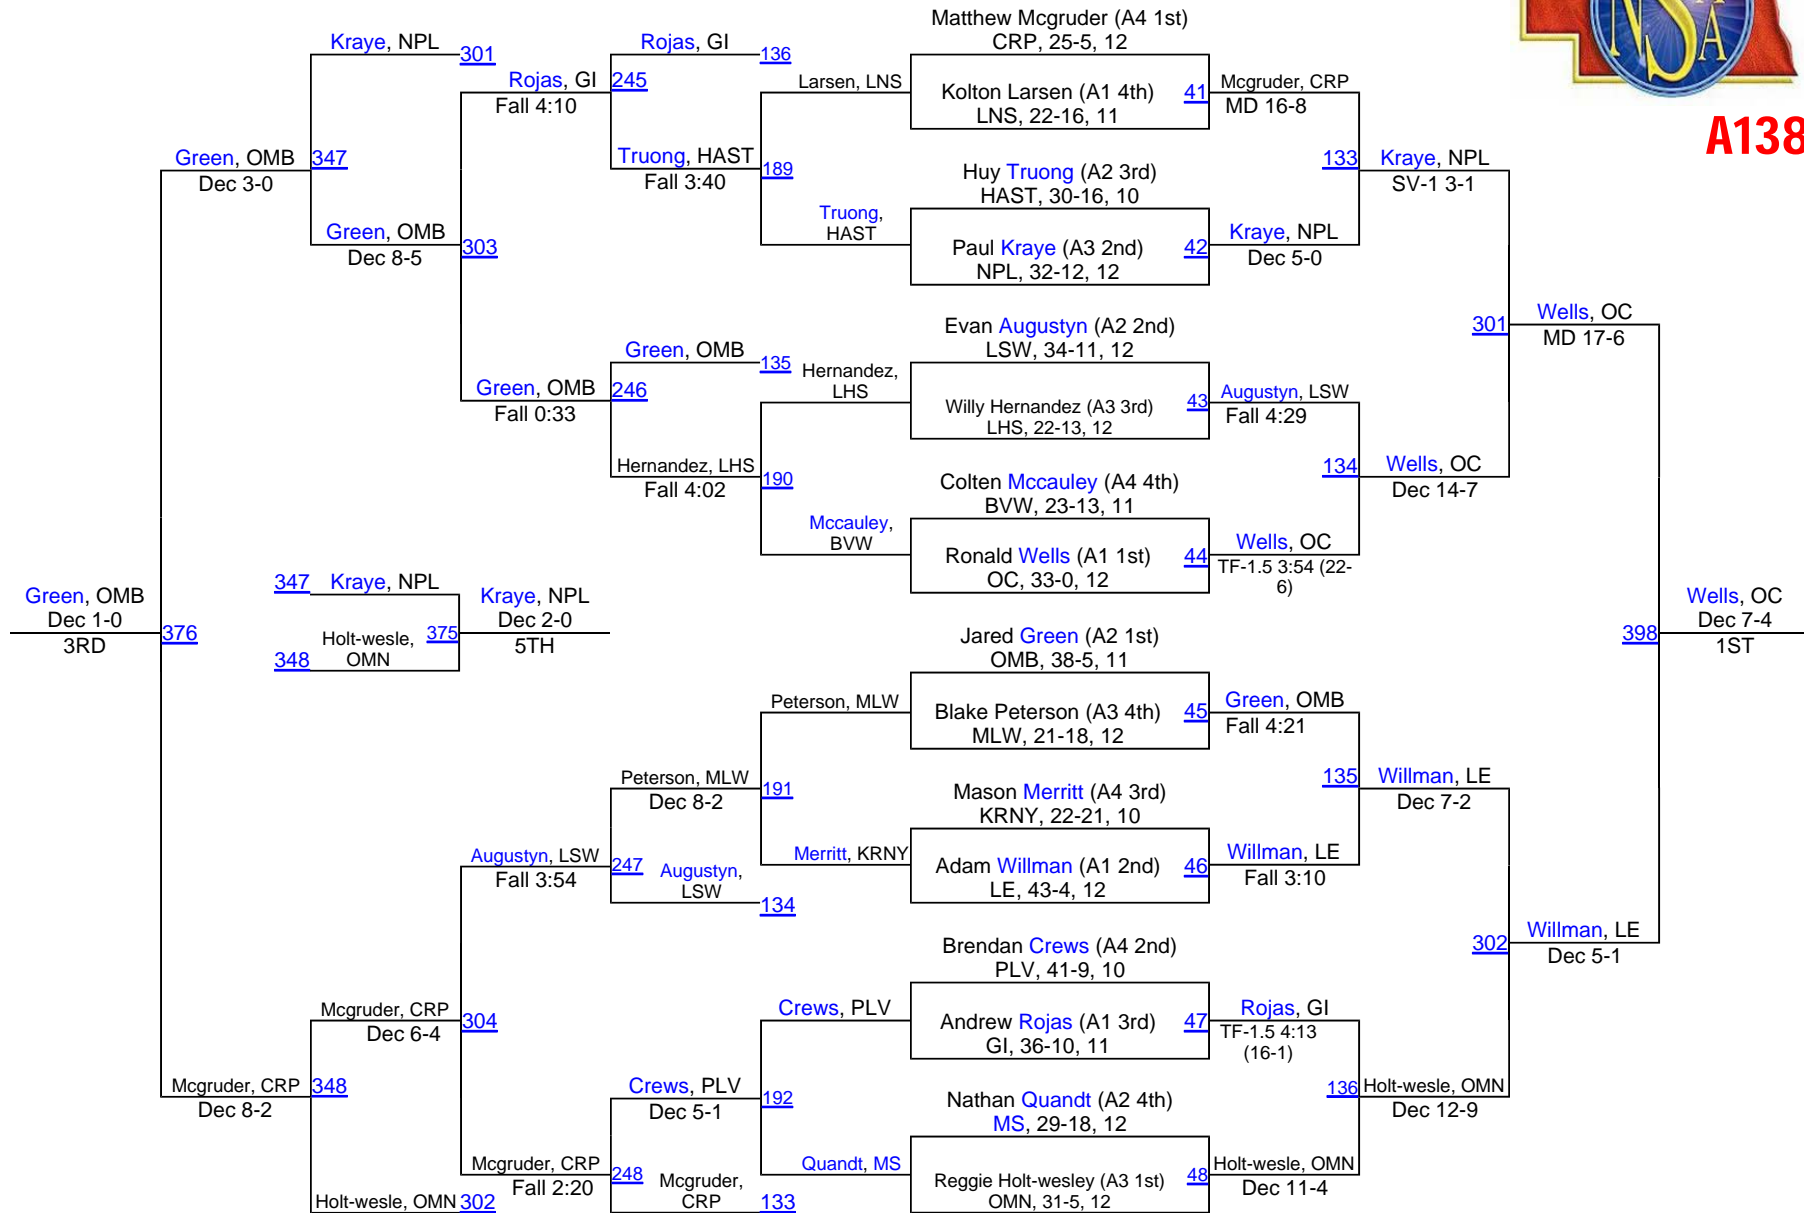 Matthew Mcgruder (A4 1st)
CRP, 25-5, 12
Kolton Larsen (A1 4th)
LNS, 22-16, 11
Huy Truong (A2 3rd)
HAST, 30-16, 10
Paul Kraye (A3 2nd)
NPL, 32-12, 12
Evan Augustyn (A2 2nd)
LSW, 34-11, 12
Willy Hernandez (A3 3rd)
LHS, 22-13, 12
Colten Mccauley (A4 4th)
BVW, 23-13, 11
Ronald Wells (A1 1st)
OC, 33-0, 12
Jared Green (A2 1st)
OMB, 38-5, 11
Blake Peterson (A3 4th)
MLW, 21-18, 12
Mason Merritt (A4 3rd)
KRNY, 22-21, 10
Adam Willman (A1 2nd)
LE, 43-4, 12
Brendan Crews (A4 2nd)
PLV, 41-9, 10
Andrew Rojas (A1 3rd)
GI, 36-10, 11
Nathan Quandt (A2 4th)
MS, 29-18, 12
Reggie Holt-wesley (A3 1st)
OMN, 31-5, 12
41
Mcgruder, CRP
MD 16-8
42
Kraye, NPL
Dec 5-0
43
Augustyn, LSW
Fall 4:29
44
Wells, OC
TF-1.5 3:54 (22-
6)
45
Green, OMB
Fall 4:21
46
Willman, LE
Fall 3:10
47
Rojas, GI
TF-1.5 4:13
(16-1)
48
Holt-wesle, OMN
Dec 11-4
133
Kraye, NPL
SV-1 3-1
134
Wells, OC
Dec 14-7
135
Willman, LE
Dec 7-2
136
Holt-wesle, OMN
Dec 12-9
301
Wells, OC
MD 17-6
302
Willman, LE
Dec 5-1
398
Wells, OC
Dec 7-4
1ST
NSAA
A138
Larsen, LNS
Truong,
HAST
189
Hernandez,
LHS
Mccauley,
BVW
190
Peterson, MLW
Merritt, KRNY
191
Crews, PLV
Quandt, MS
192
Rojas, GI
136
Truong, HAST
Fall 3:40
245
Green, OMB
135
Hernandez, LHS
Fall 4:02
246
Peterson, MLW
Dec 8-2
247
Augustyn,
LSW
134
Crews, PLV
Dec 5-1
248
Mcgruder,
CRP
133
Rojas, GI
Fall 4:10
Green, OMB
Fall 0:33
303
Augustyn, LSW
Fall 3:54
Mcgruder, CRP
Fall 2:20
304
Kraye, NPL
301
Green, OMB
Dec 8-5
347
Mcgruder, CRP
Dec 6-4
348
Holt-wesle, OMN
302
Green, OMB
Dec 3-0
Mcgruder, CRP
Dec 8-2
376
Green, OMB
Dec 1-0
3RD
347
Kraye, NPL
348
Holt-wesle,
OMN
375
Kraye, NPL
Dec 2-0
5TH